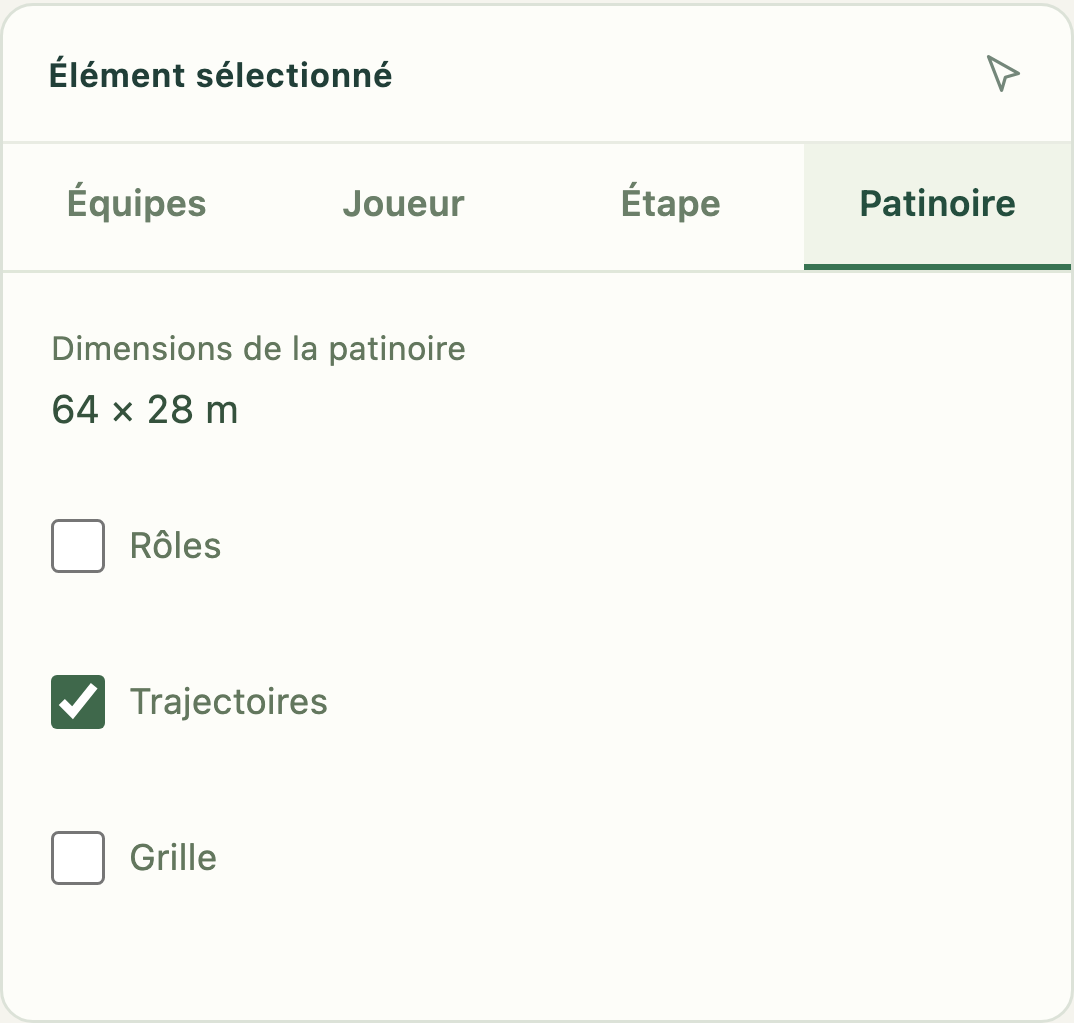 Élément sélectionné
Équipes Joueur Étape Patinoire
Dimensions de la patinoire
64 × 28 m
Rôles
Trajectoires
Grille